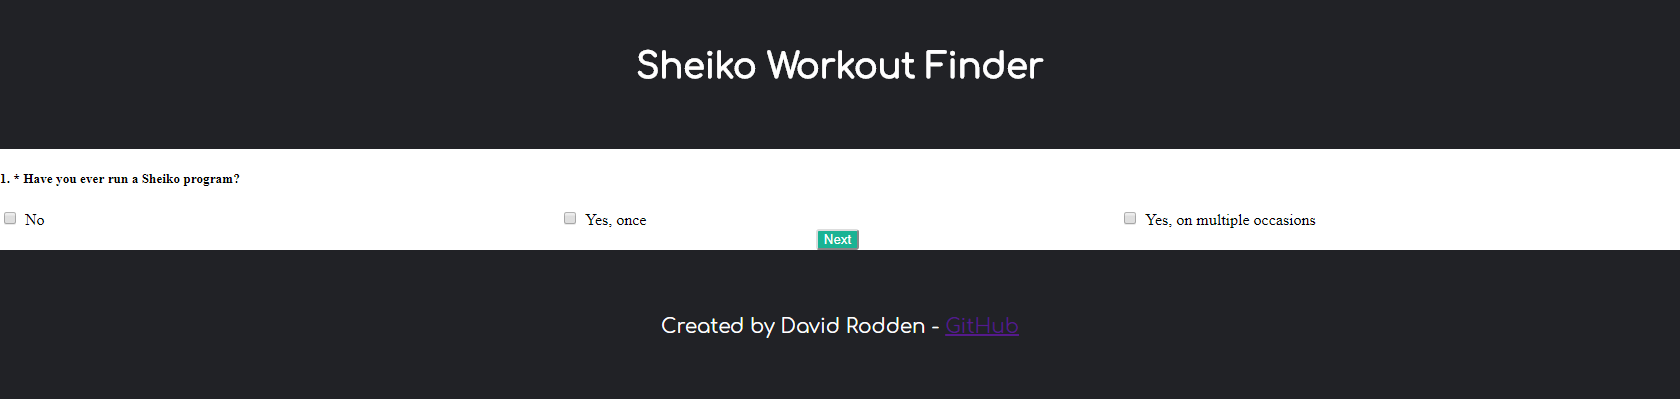 Sheiko Workout Finder
1. * Have you ever run a Sheiko program?
No Yes, once Yes, on multiple occasions
Next
Created by David Rodden - GitHub